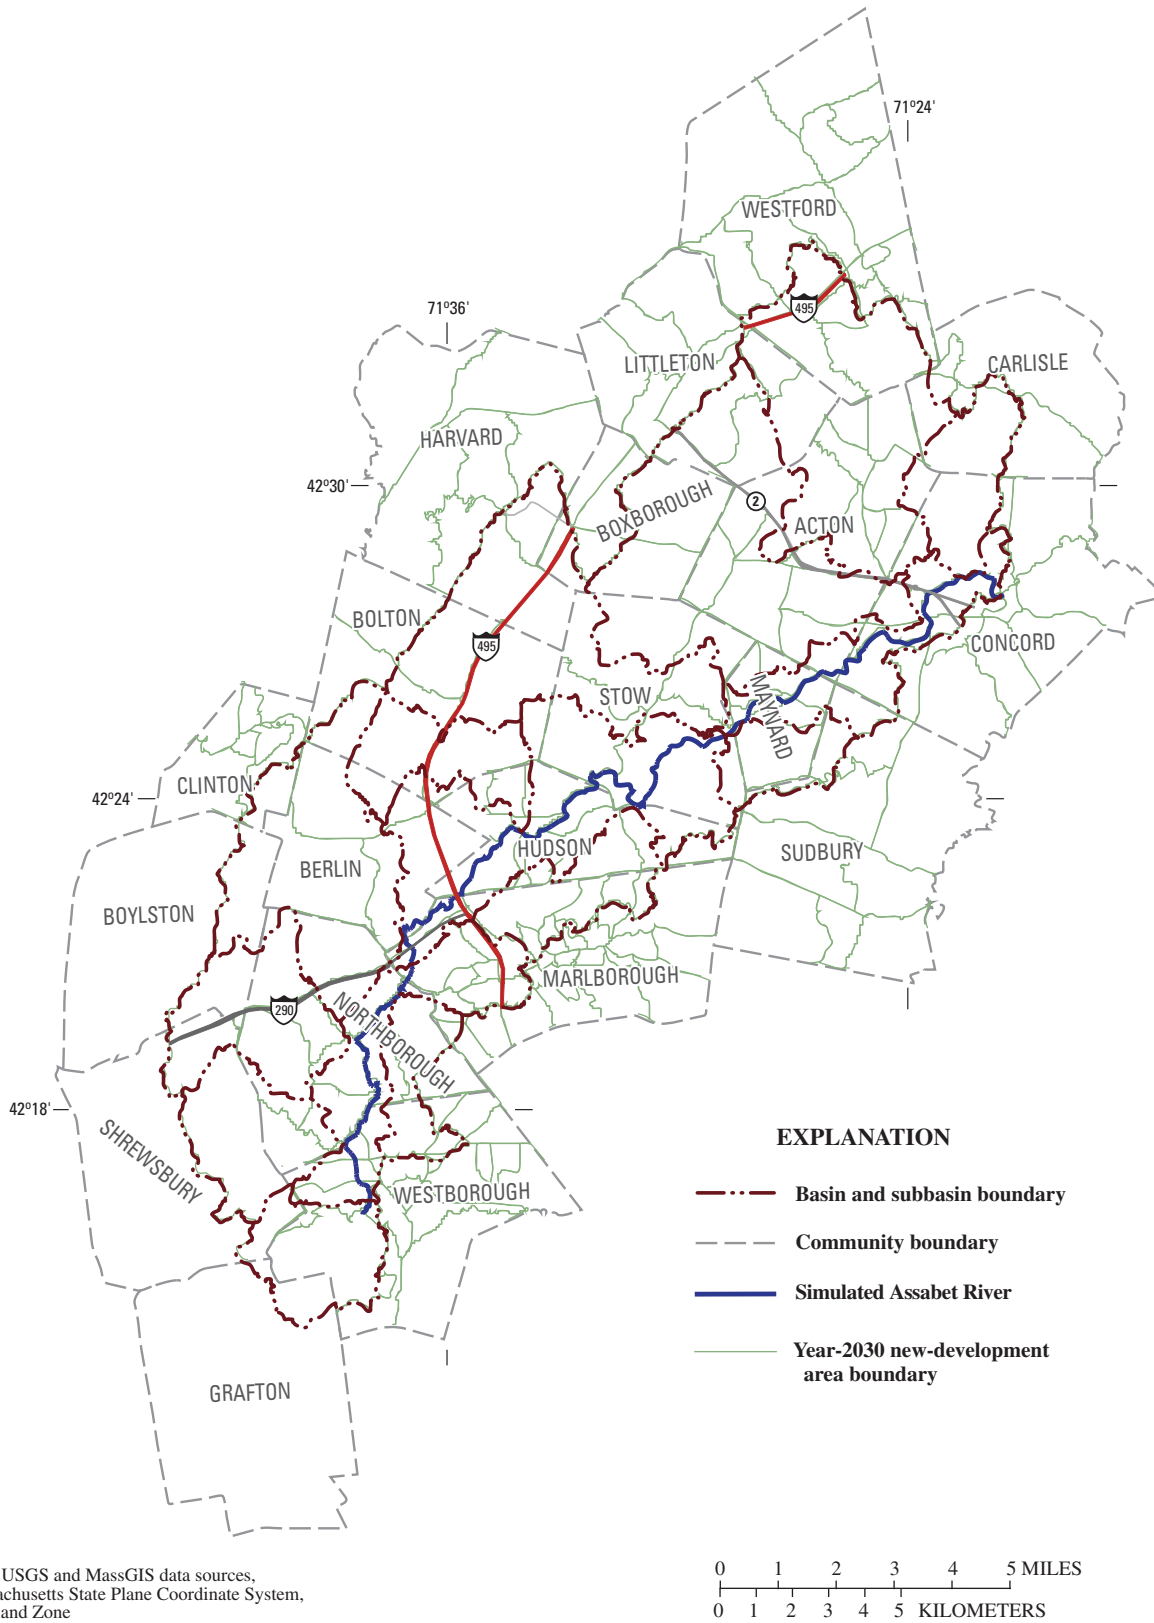 71°24'
WESTFORD
495
71°36'
LITTLETON
CARLISLE
HARVARD
42°30'
BOXBOROUGH
2
ACTON
BOLTON
495
CONCORD
STOW
MAYNARD
CLINTON
42°24'
HUDSON
SUDBURY
BERLIN
BOYLSTON
MARLBOROUGH
290
NORTHBOROUGH
42°18'
SHREWSBURY
WESTBOROUGH
GRAFTON
EXPLANATION
Basin and subbasin boundary
Community boundary
Simulated Assabet River
Year-2030 new-development
area boundary
USGS and MassGIS data sources,
achusetts State Plane Coordinate System,
and Zone
0 1 2 3 4 5 MILES
0 1 2 3 4 5 KILOMETERS